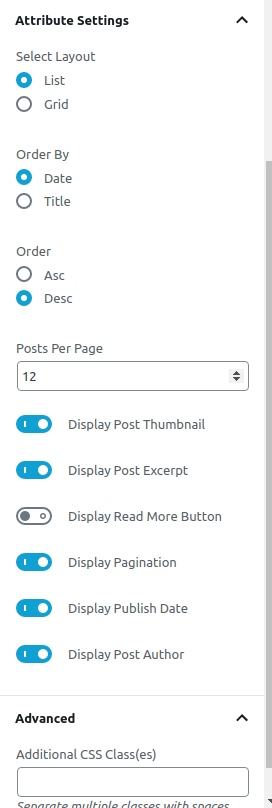 Attribute Settings
Select Layout
List
Grid
Order By
Date
Title
Order
Asc
Desc
Posts Per Page
12
Display Post Thumbnail
Display Post Excerpt
Display Read More Button
Display Pagination
Display Publish Date
Display Post Author
Advanced
Additional CSS Class(es)
Separate multiple classes with spaces.